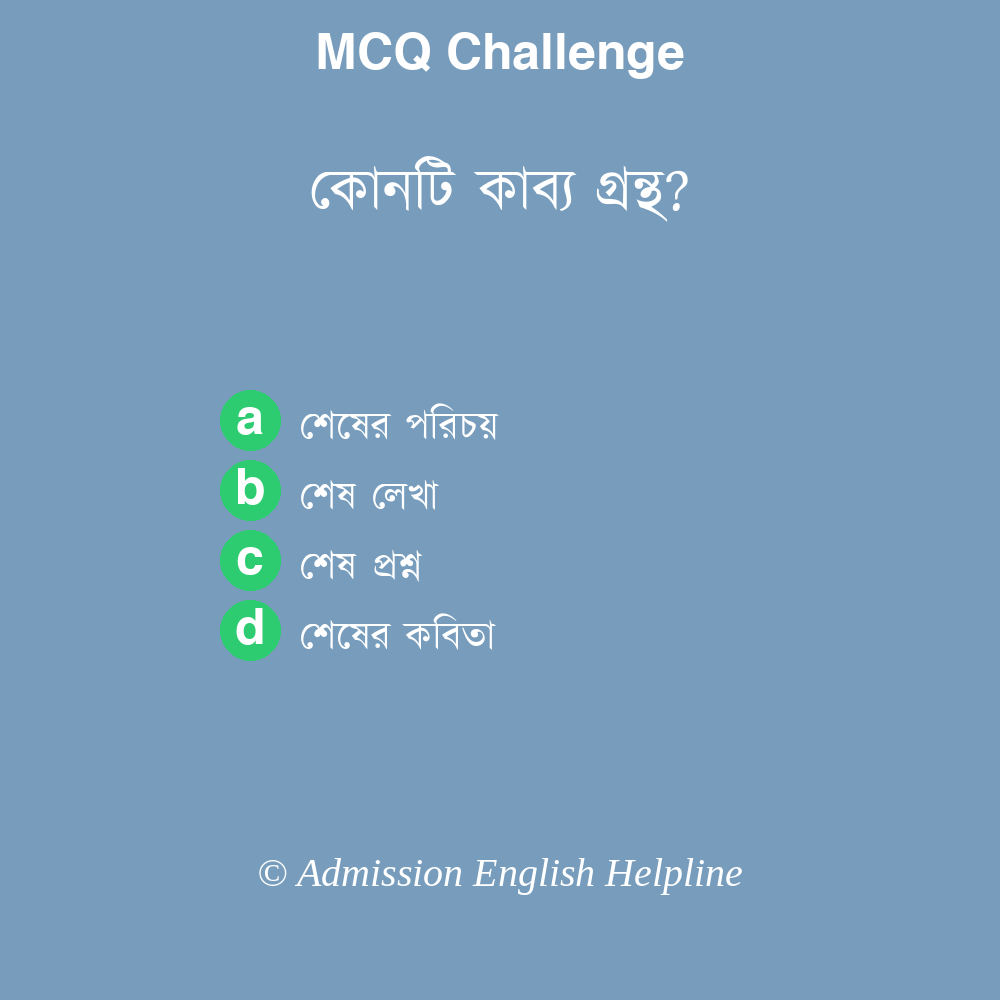 MCQ Challenge
কোনটি কাব্য গ্রন্থ?
a শেষের পরিচয়
b শেষ লেখা
c শেষ প্রশ্ন
d শেষের কবিতা
© Admission English Helpline